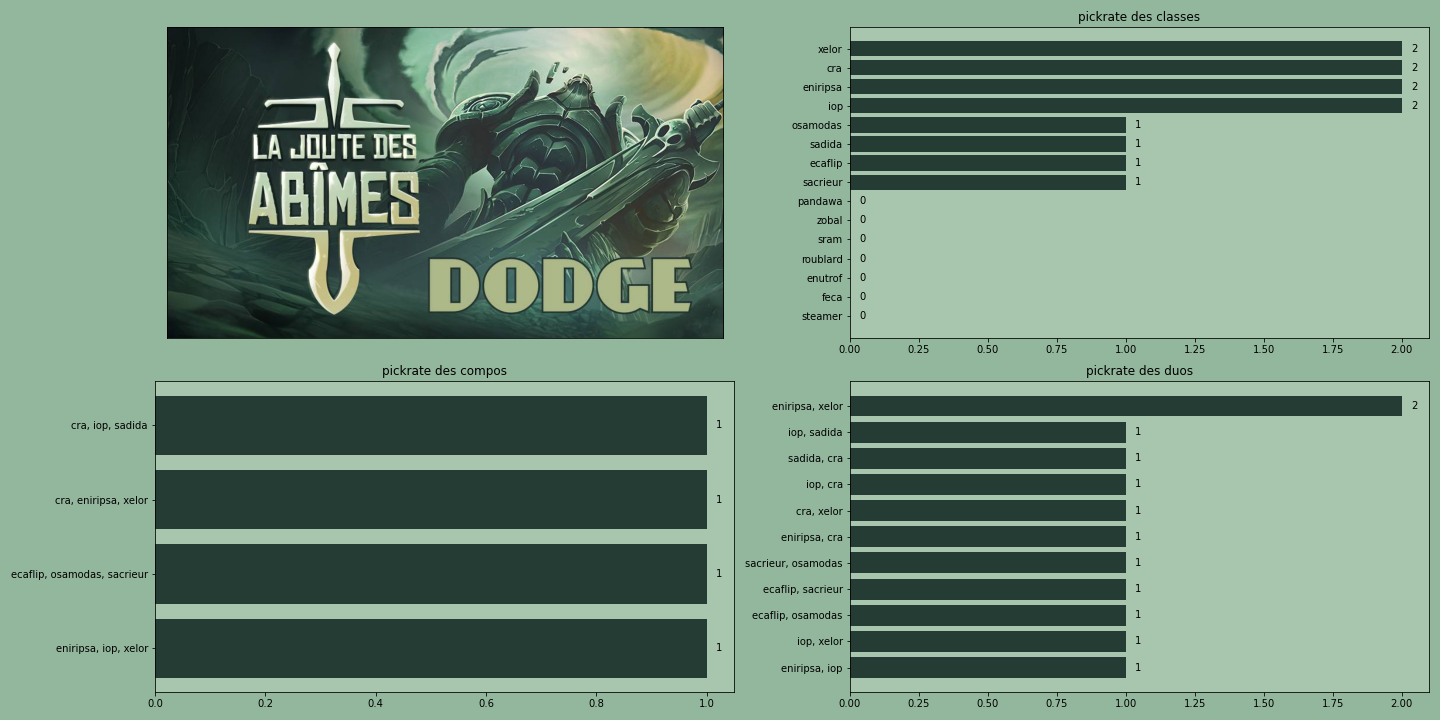 LA JOUTE DES
ABÎMES
DODGE
pickrate des classes
xelor 2
cra 2
eniripsa 2
iop 2
osamodas 1
sadida 1
ecaflip 1
sacrieur 1
pandawa 0
zobal 0
sram 0
roublard 0
enutrof 0
feca 0
steamer 0
0.00 0.25 0.50 0.75 1.00 1.25 1.50 1.75 2.00
pickrate des compos
cra, iop, sadida 1
cra, eniripsa, xelor 1
ecaflip, osamodas, sacrieur 1
eniripsa, iop, xelor 1
0.0 0.2 0.4 0.6 0.8 1.0
pickrate des duos
eniripsa, xelor 2
iop, sadida 1
sadida, cra 1
iop, cra 1
cra, xelor 1
eniripsa, cra 1
sacrieur, osamodas 1
ecaflip, sacrieur 1
ecaflip, osamodas 1
iop, xelor 1
eniripsa, iop 1
0.00 0.25 0.50 0.75 1.00 1.25 1.50 1.75 2.00